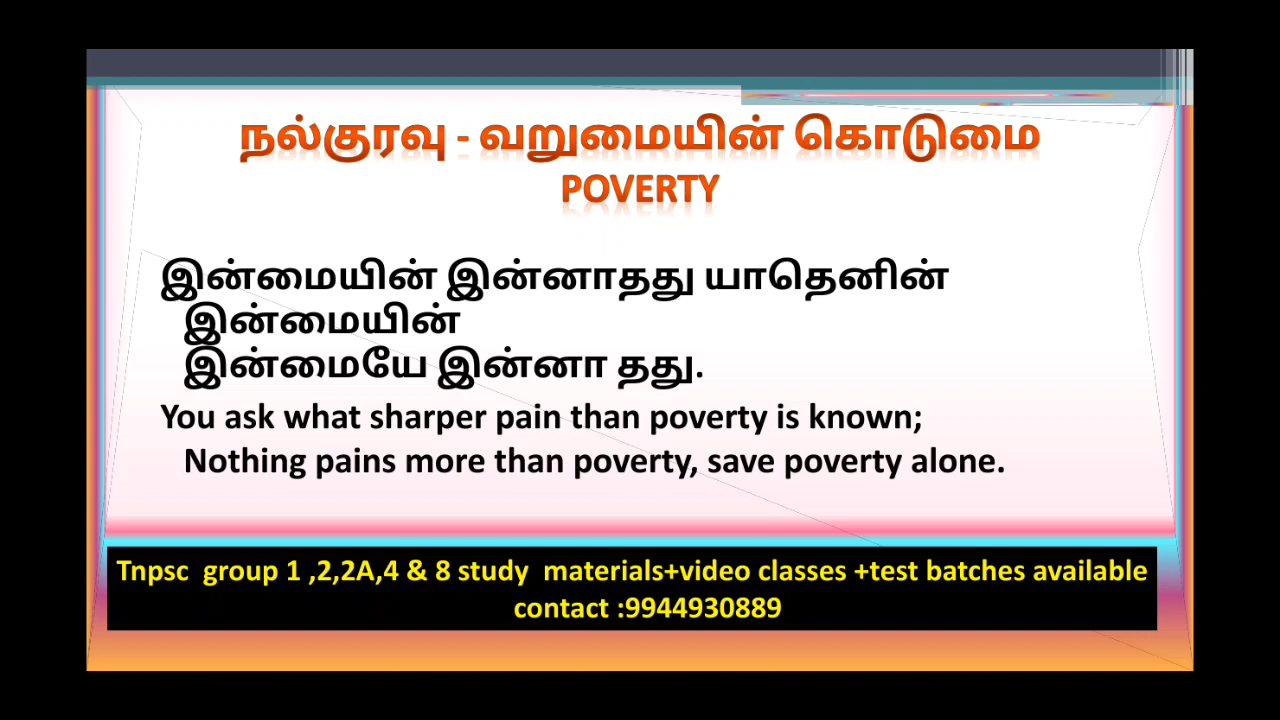 நல்குரவு - வறுமையின் கொடுமை
POVERTY
இன்மையின் இன்னாதது யாதெனின்
இன்மையின்
இன்மையே இன்னா தது.
You ask what sharper pain than poverty is known;
Nothing pains more than poverty, save poverty alone.
Tnpsc group 1 ,2,2A,4 & 8 study materials+video classes +test batches available
contact :9944930889